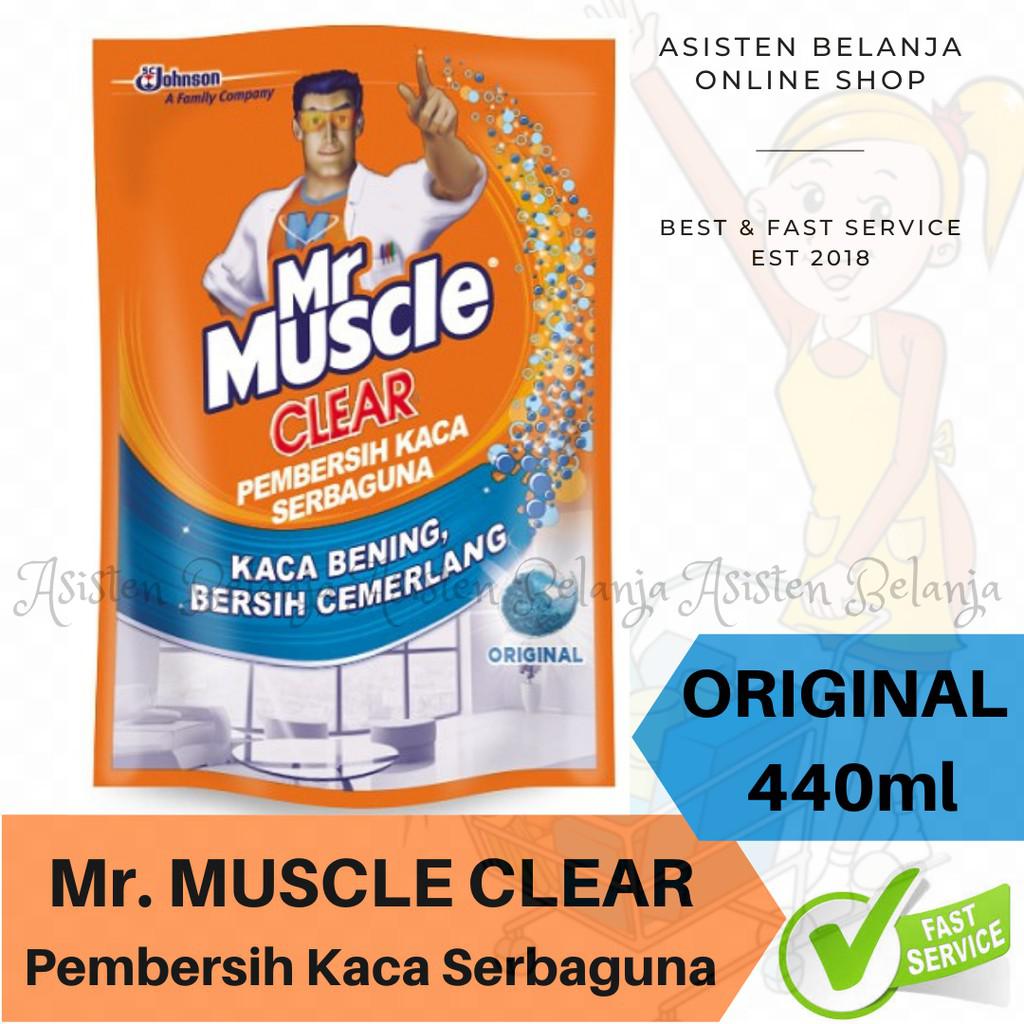 ASISTEN BELANJA
ONLINE SHOP
BEST & FAST SERVICE
EST 2018
SC Johnson
A Family Company
Mr
Muscle
CLEAR
PEMBERSIH KACA
SERBAGUNA
KACA BENING,
BERSIH CEMERLANG
Asisten Belanja Asisten Belanja Asisten Belanja
ORIGINAL
ORIGINAL
440ml
Mr. MUSCLE CLEAR
Pembersih Kaca Serbaguna
FAST
SERVICE